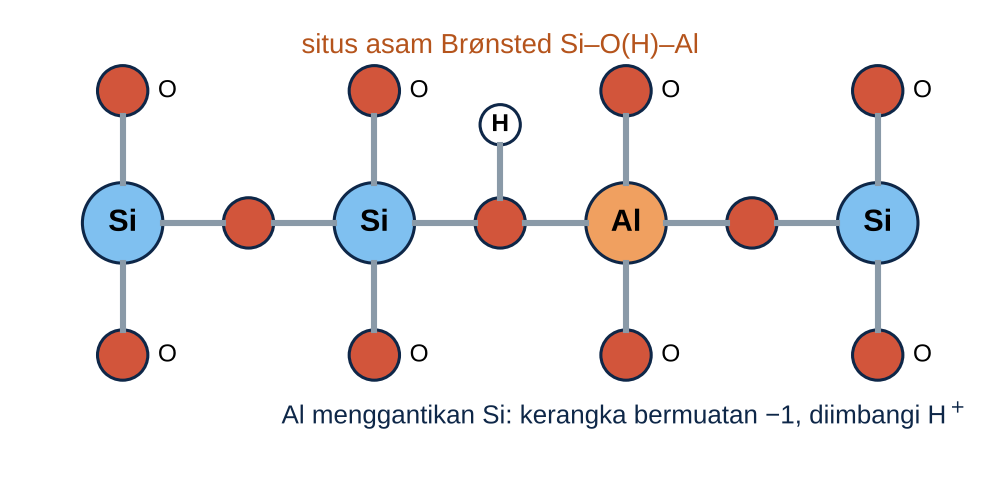 situs asam Brønsted Si–O(H)–Al
O O O O
H
Si Si Al Si
O O O O
Al menggantikan Si: kerangka bermuatan −1, diimbangi H⁺